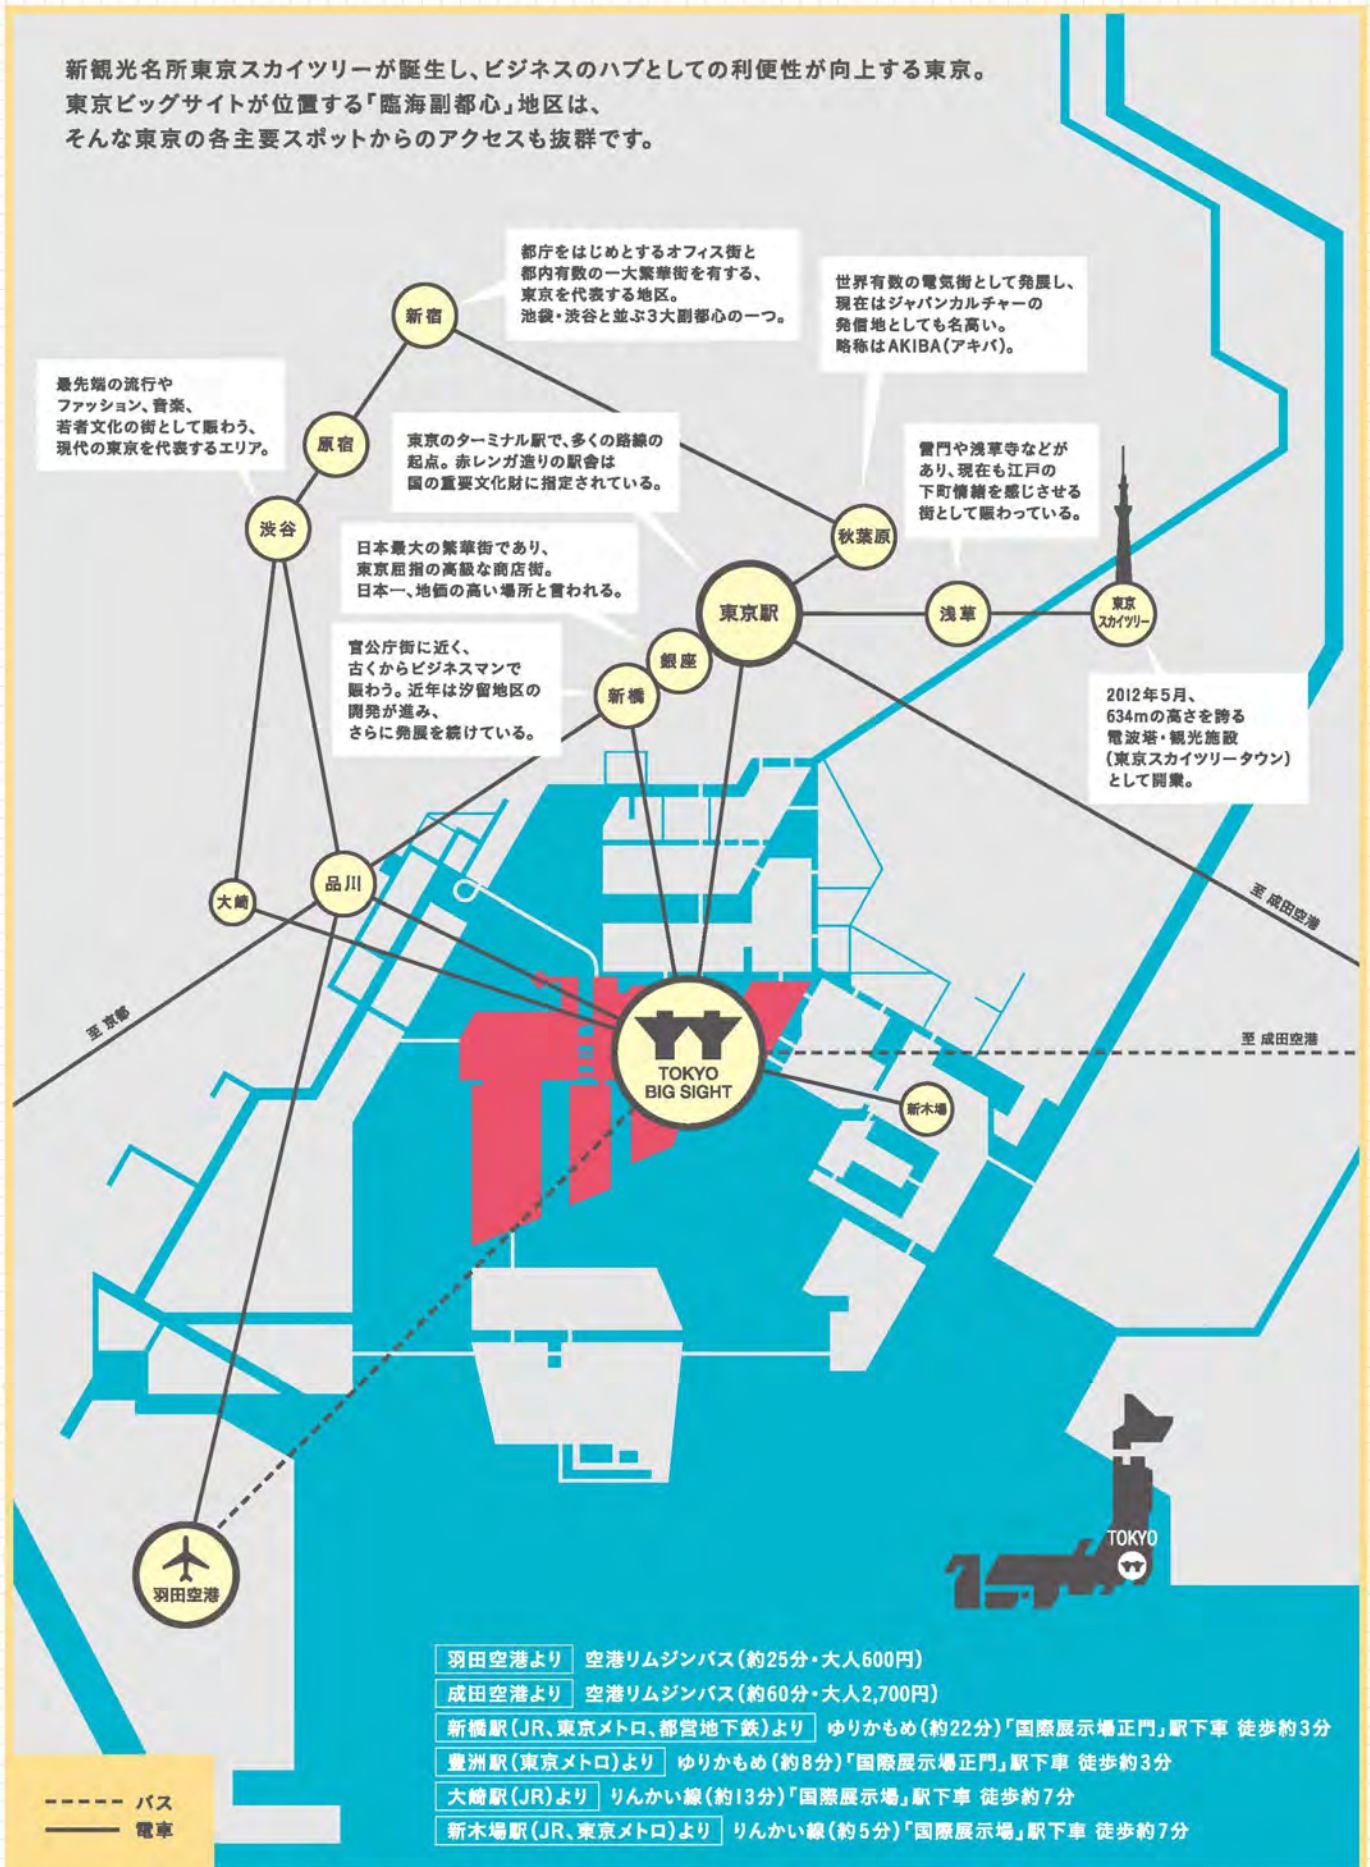 新観光名所東京スカイツリーが誕生し、ビジネスのハブとしての利便性が向上する東京。
東京ビッグサイトが位置する「臨海副都心」地区は、
そんな東京の各主要スポットからのアクセスも抜群です。
都庁をはじめとするオフィス街と
都内有数の一大繁華街を有する、
東京を代表する地区。
池袋・渋谷と並ぶ3大副都心の一つ。
新宿
世界有数の電気街として発展し、
現在はジャパンカルチャーの
発信地としても名高い。
略称はAKIBA(アキバ)。
最先端の流行や
ファッション、音楽、
若者文化の街として賑わう、
現代の東京を代表するエリア。
原宿
東京のターミナル駅で、多くの路線の
起点。赤レンガ造りの駅舎は
国の重要文化財に指定されている。
雷門や浅草寺などが
あり、現在も江戸の
下町情緒を感じさせる
街として賑わっている。
渋谷
秋葉原
日本最大の繁華街であり、
東京屈指の高級な商店街。
日本一、地価の高い場所と言われる。
東京駅
浅草
東京
スカイツリー
官公庁街に近く、
古くからビジネスマンで
賑わう。近年は汐留地区の
開発が進み、
さらに発展を続けている。
銀座
新橋
2012年5月、
634mの高さを誇る
電波塔・観光施設
(東京スカイツリータウン)
として開業。
品川
大崎
至 成田空港
至 京都
至 成田空港
TOKYO
BIG SIGHT
新木場
TOKYO
羽田空港
羽田空港より 空港リムジンバス(約25分・大人600円)
成田空港より 空港リムジンバス(約60分・大人2,700円)
新橋駅(JR、東京メトロ、都営地下鉄)より ゆりかもめ(約22分)「国際展示場正門」駅下車 徒歩約3分
豊洲駅(東京メトロ)より ゆりかもめ(約8分)「国際展示場正門」駅下車 徒歩約3分
大崎駅(JR)より りんかい線(約13分)「国際展示場」駅下車 徒歩約7分
新木場駅(JR、東京メトロ)より りんかい線(約5分)「国際展示場」駅下車 徒歩約7分
バス
電車